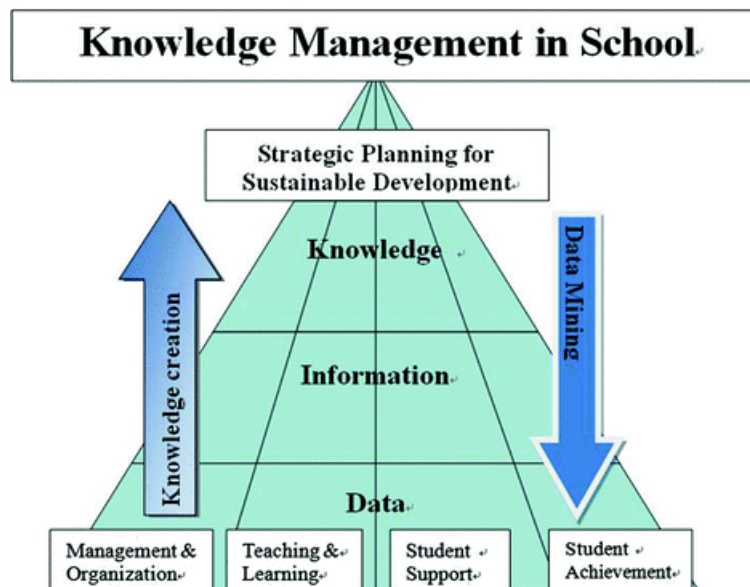 Knowledge Management in School
Strategic Planning for
Sustainable Development
Knowledge
Information
Data
Knowledge creation
Data Mining
Management &
Organization
Teaching &
Learning
Student
Support
Student
Achievement